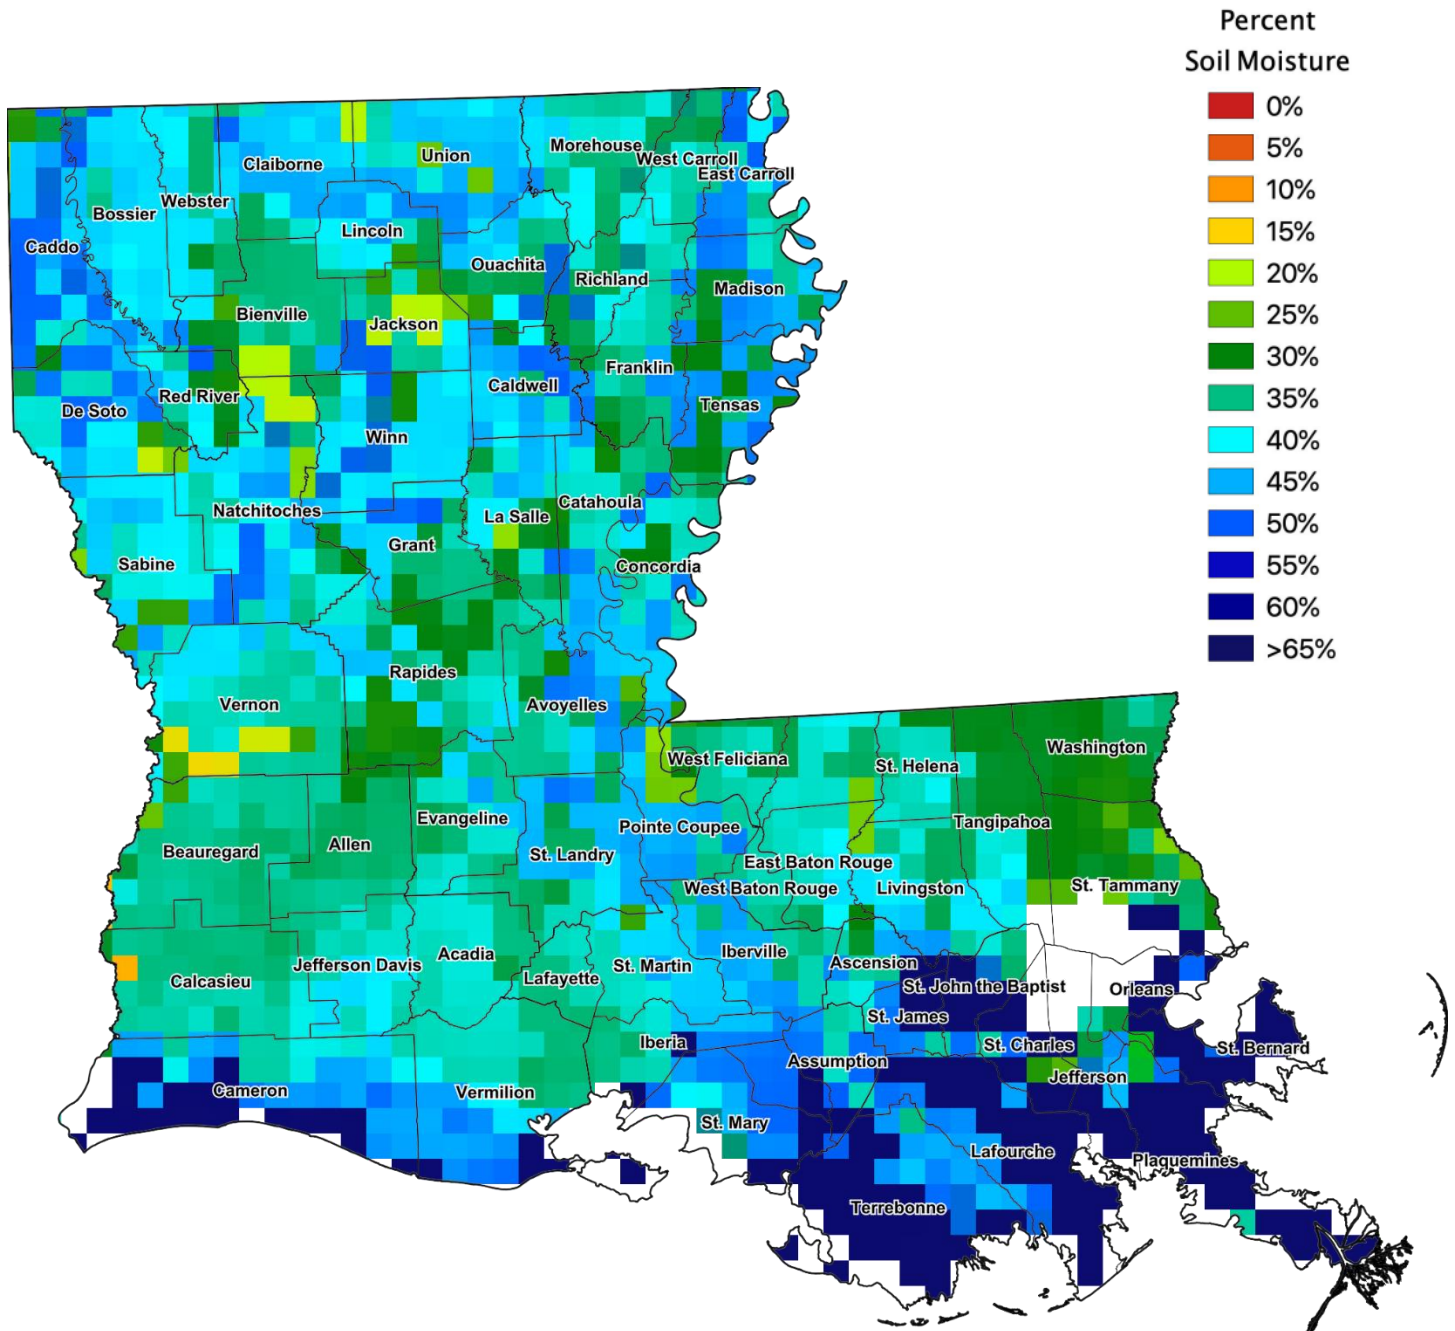 Percent
Soil Moisture
0%
5%
10%
15%
20%
25%
30%
35%
40%
45%
50%
55%
60%
>65%
Morehouse
West Carroll
East Carroll
Union
Claiborne
Webster
Bossier
Lincoln
Caddo
Ouachita
Richland
Madison
Bienville
Jackson
Franklin
Caldwell
Red River
De Soto
Tensas
Winn
Catahoula
Natchitoches
La Salle
Grant
Sabine
Concordia
Rapides
Vernon
Avoyelles
Washington
West Feliciana
St. Helena
Evangeline
Pointe Coupee
Tangipahoa
Allen
Beauregard
St. Landry
East Baton Rouge
West Baton Rouge
Livingston
St. Tammany
Acadia
Iberville
Jefferson Davis
St. Martin
Ascension
Lafayette
Calcasieu
St. John the Baptist
Orleans
St. James
Iberia
St. Charles
St. Bernard
Assumption
Jefferson
Cameron
Vermilion
St. Mary
Lafourche
Plaquemines
Terrebonne